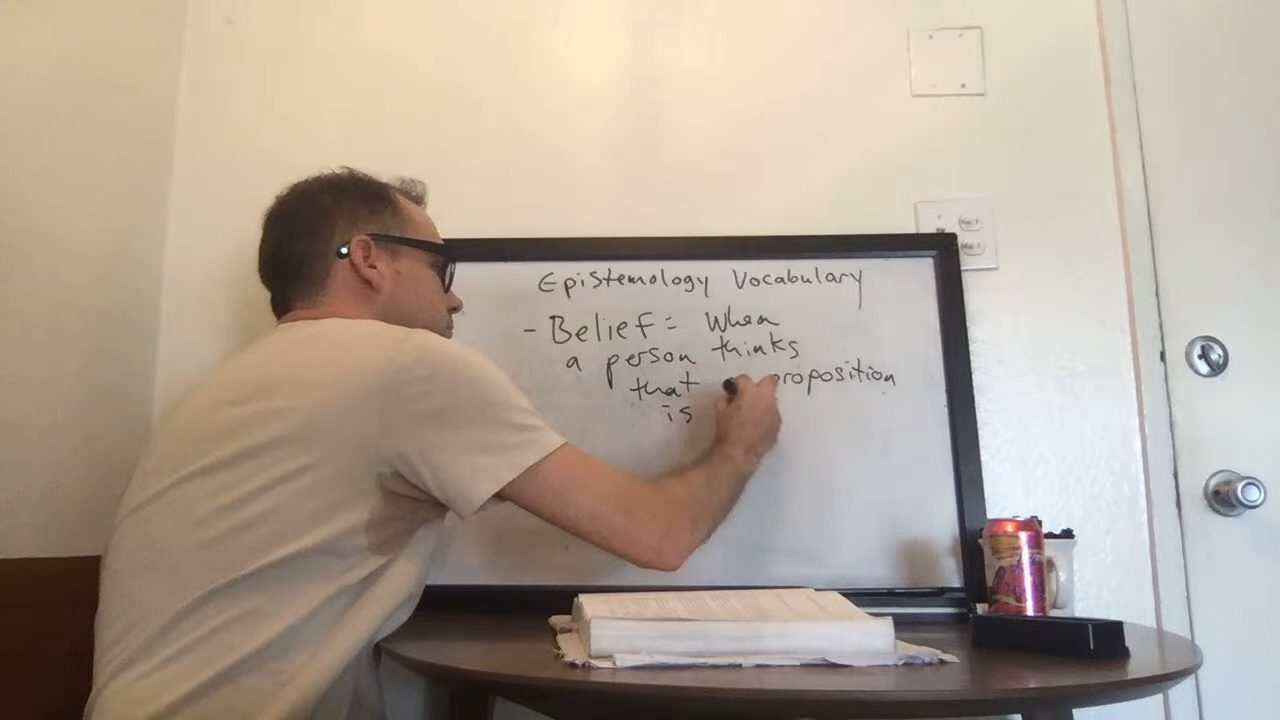 Epistemology Vocabulary
- Belief = When
a person thinks
that proposition
is